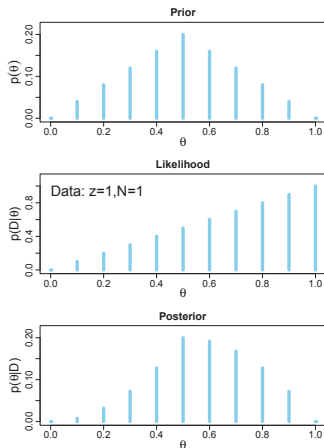 Prior
p(θ)
0.00 0.10 0.20
0.0 0.2 0.4 0.6 0.8 1.0
θ
Likelihood
Data: z=1,N=1
p(D|θ)
0.0 0.4 0.8
0.0 0.2 0.4 0.6 0.8 1.0
θ
Posterior
p(θ|D)
0.00 0.10 0.20
0.0 0.2 0.4 0.6 0.8 1.0
θ